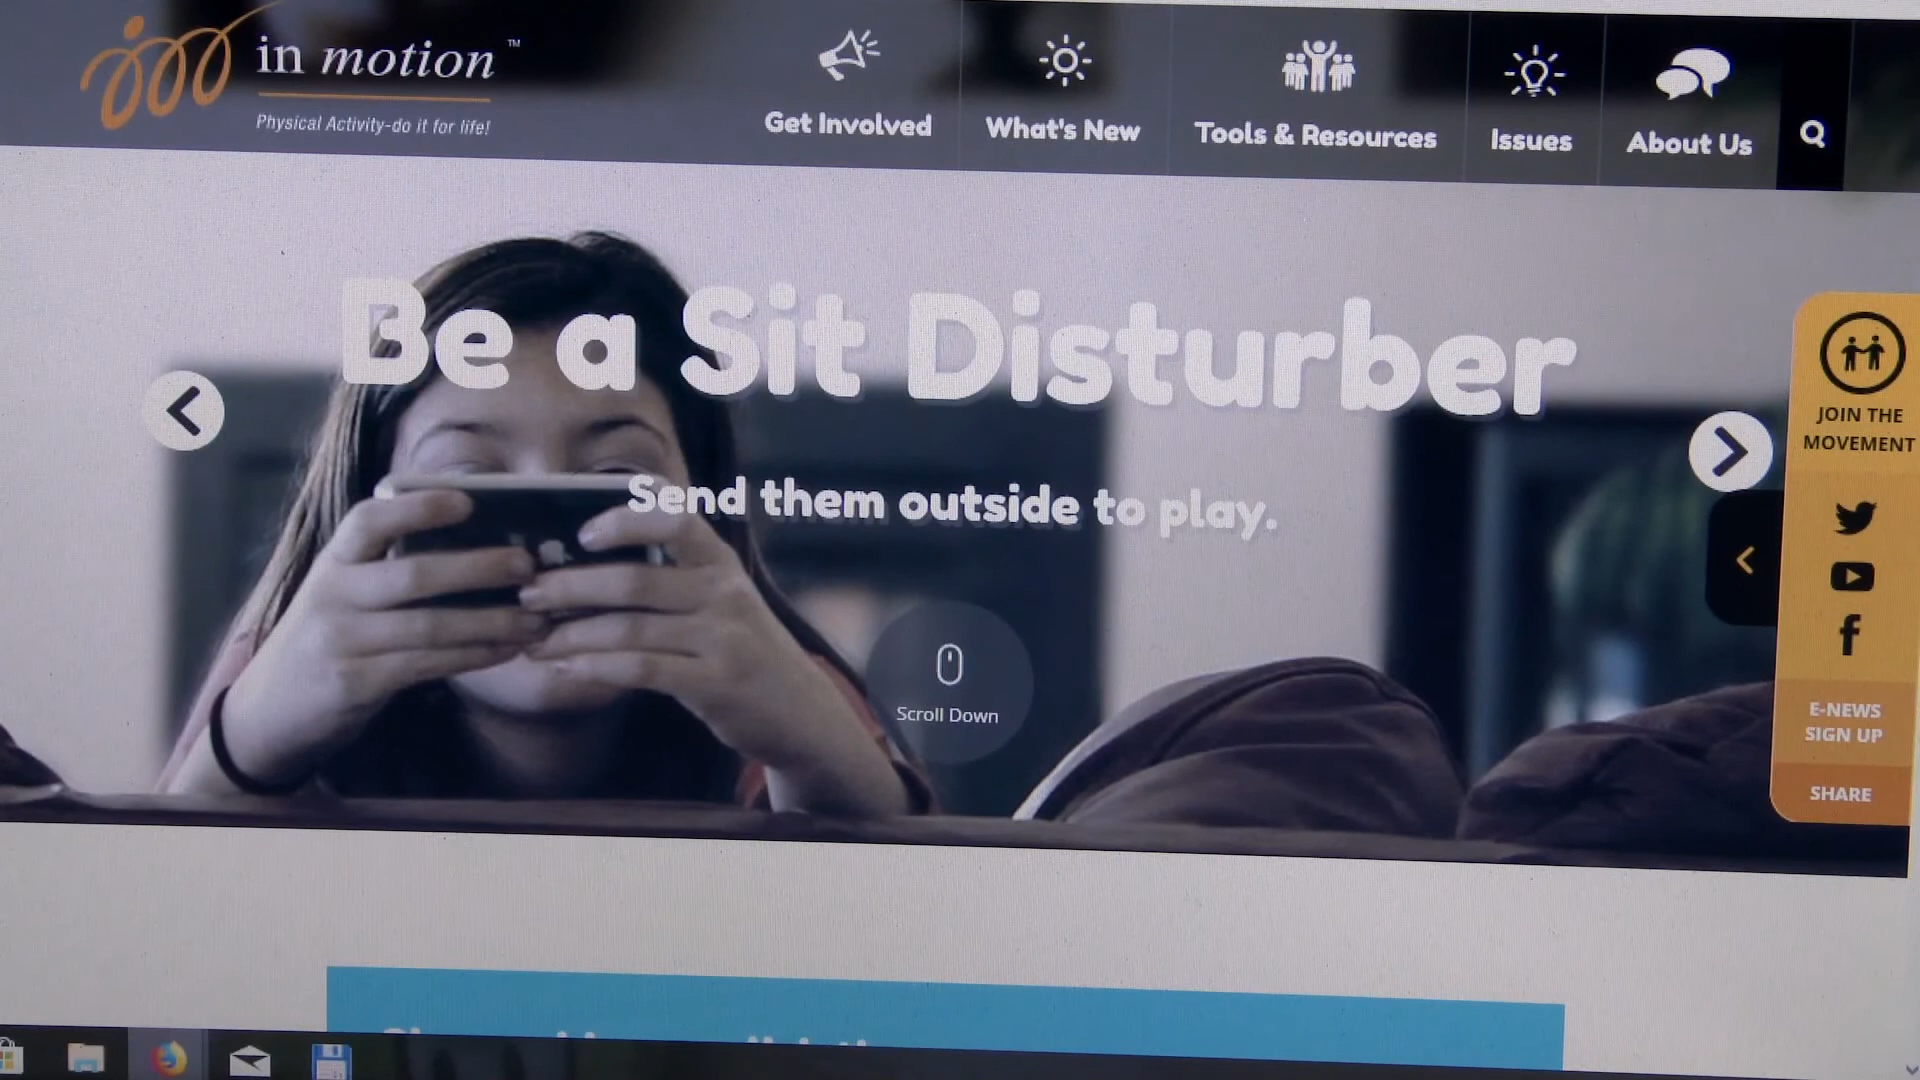 in motion™
Physical Activity-do it for life!
Get Involved
What's New
Tools & Resources
Issues
About Us
Be a Sit Disturber
Send them outside to play.
Scroll Down
JOIN THE
MOVEMENT
E-NEWS
SIGN UP
SHARE